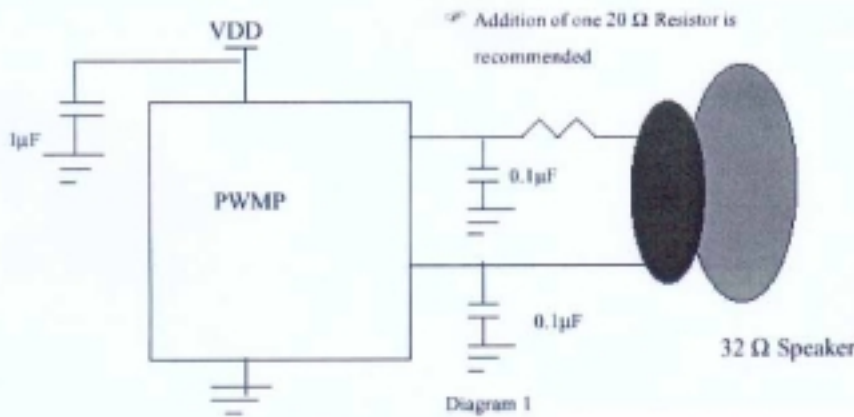 ☞ Addition of one 20 Ω Resistor is
recommended
VDD
1μF
PWMP
0.1μF
0.1μF
32 Ω Speaker
Diagram 1